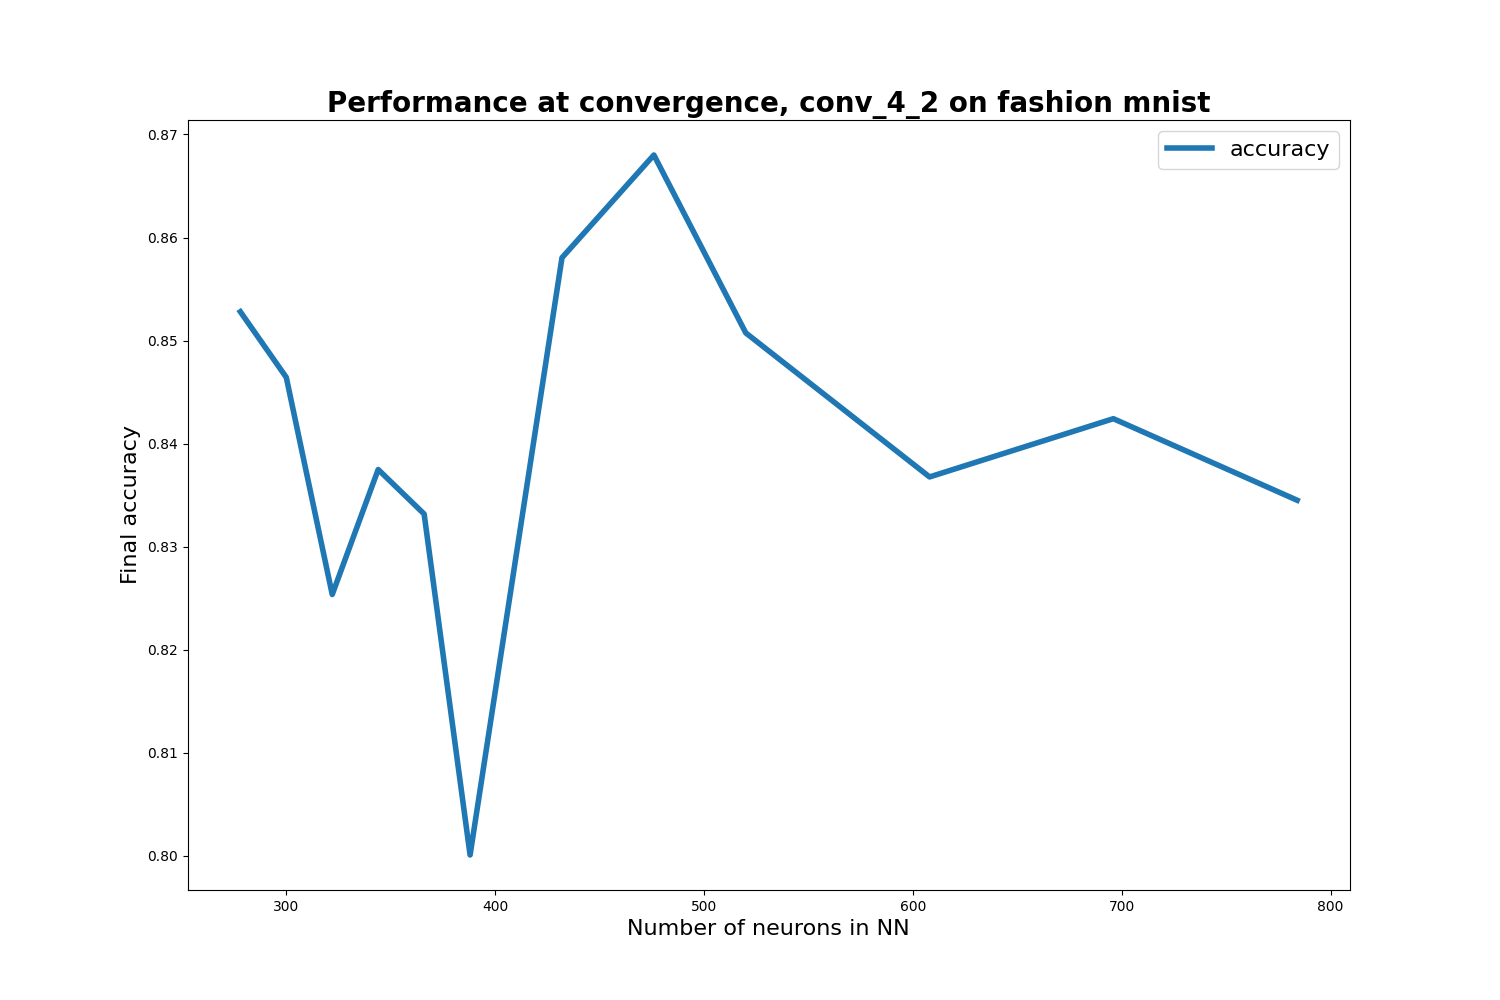 Performance at convergence, conv_4_2 on fashion mnist
accuracy
0.87
0.86
0.85
0.84
0.83
0.82
0.81
0.80
Final accuracy
300 400 500 600 700 800
Number of neurons in NN